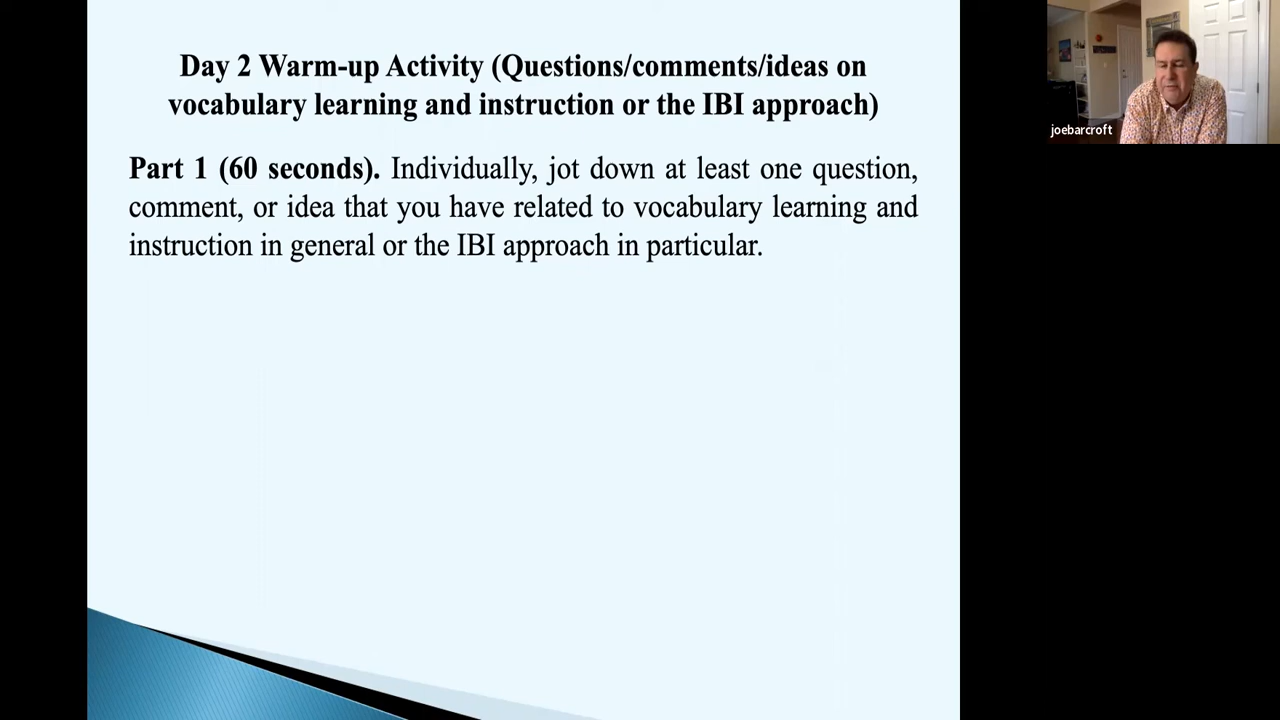 Day 2 Warm-up Activity (Questions/comments/ideas on
vocabulary learning and instruction or the IBI approach)
Part 1 (60 seconds). Individually, jot down at least one question,
comment, or idea that you have related to vocabulary learning and
instruction in general or the IBI approach in particular.
joebarcroft